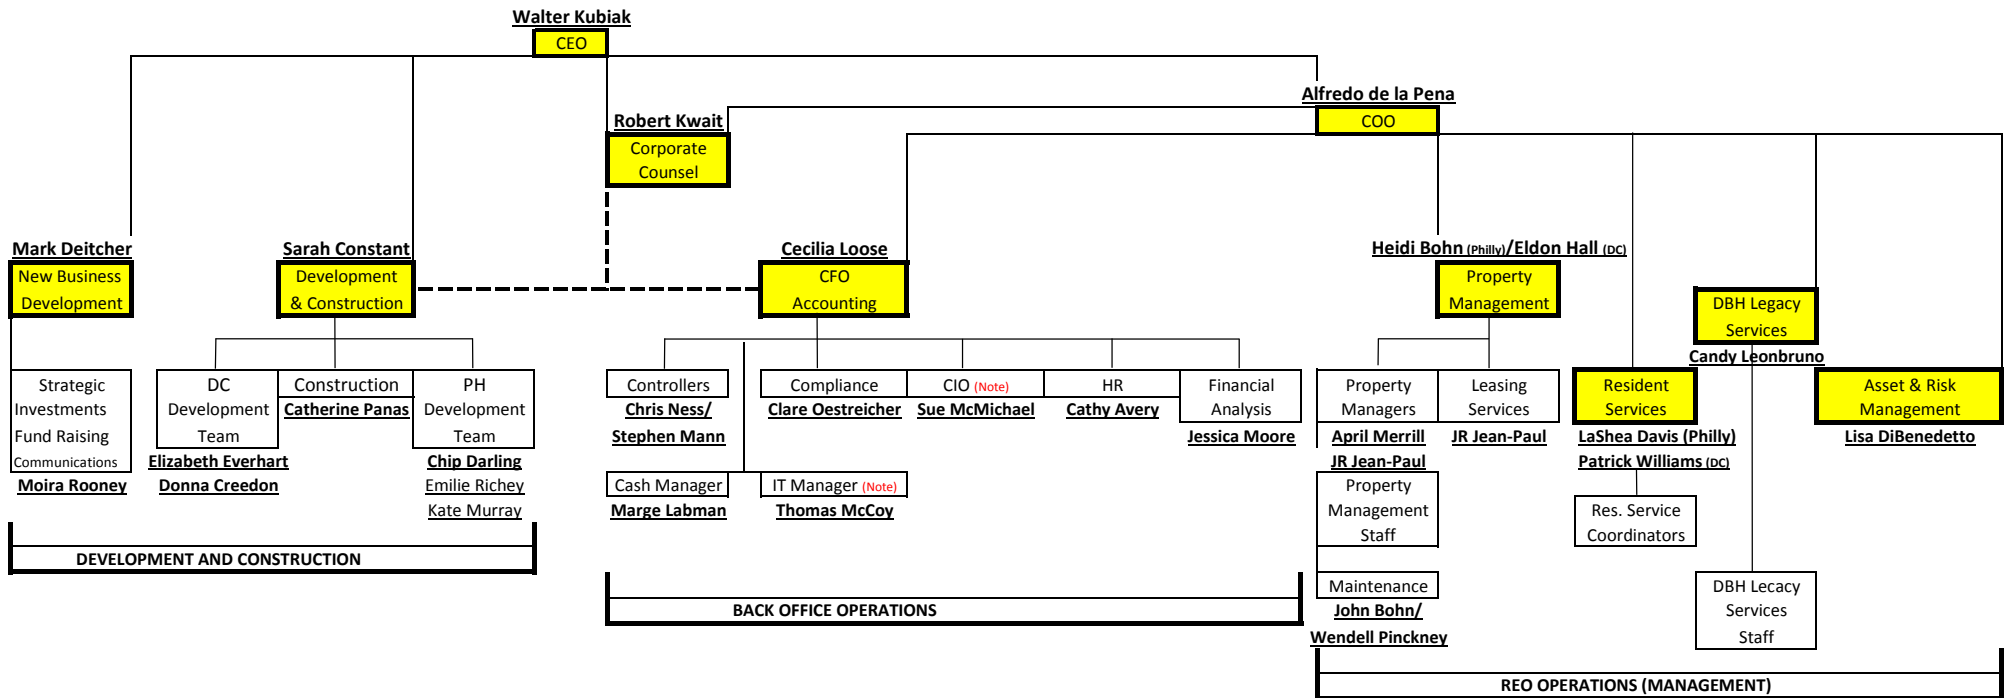 Walter Kubiak
CEO
Alfredo de la Pena
COO
Robert Kwait
Corporate
Counsel
Mark Deitcher
New Business
Development
Sarah Constant
Development
& Construction
Cecilia Loose
CFO
Accounting
Heidi Bohn (Philly)/Eldon Hall (DC)
Property
Management
DBH Legacy
Services
Candy Leonbruno
Strategic
Investments
Fund Raising
Communications
Moira Rooney
DC
Development
Team
Elizabeth Everhart
Donna Creedon
Construction
Catherine Panas
PH
Development
Team
Chip Darling
Emilie Richey
Kate Murray
Controllers
Chris Ness/
Stephen Mann
Compliance
Clare Oestreicher
CIO (Note)
Sue McMichael
HR
Cathy Avery
Financial
Analysis
Jessica Moore
Property
Managers
April Merrill
JR Jean-Paul
Leasing
Services
JR Jean-Paul
Resident
Services
LaShea Davis (Philly)
Patrick Williams (DC)
Asset & Risk
Management
Lisa DiBenedetto
Cash Manager
Marge Labman
IT Manager (Note)
Thomas McCoy
Property
Management
Staff
Res. Service
Coordinators
DEVELOPMENT AND CONSTRUCTION
Maintenance
John Bohn/
Wendell Pinckney
DBH Lecacy
Services
Staff
BACK OFFICE OPERATIONS
REO OPERATIONS (MANAGEMENT)